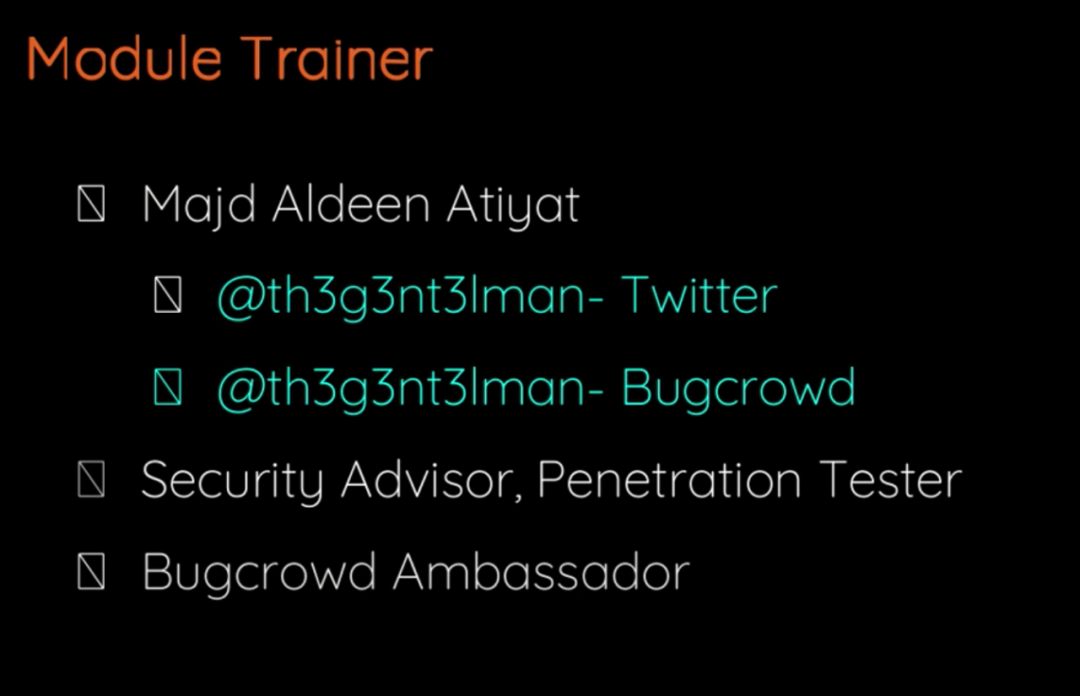 Module Trainer
Majd Aldeen Atiyat
@th3g3nt3lman- Twitter
@th3g3nt3lman- Bugcrowd
Security Advisor, Penetration Tester
Bugcrowd Ambassador